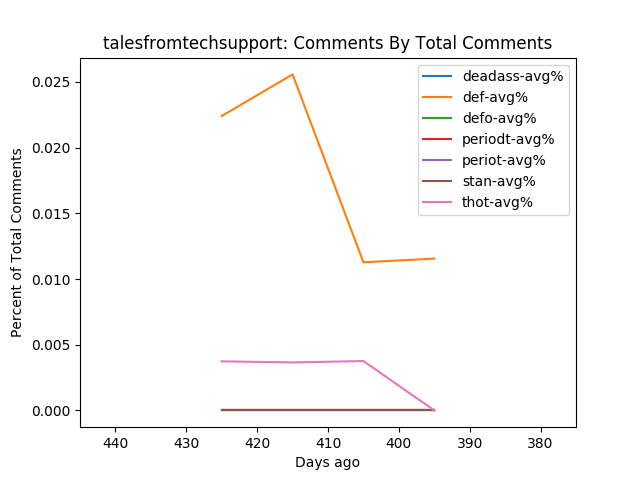 talesfromtechsupport: Comments By Total Comments
0.025
0.020
0.015
0.010
0.005
0.000
Percent of Total Comments
deadass-avg%
def-avg%
defo-avg%
periodt-avg%
periot-avg%
stan-avg%
thot-avg%
440 430 420 410 400 390 380
Days ago